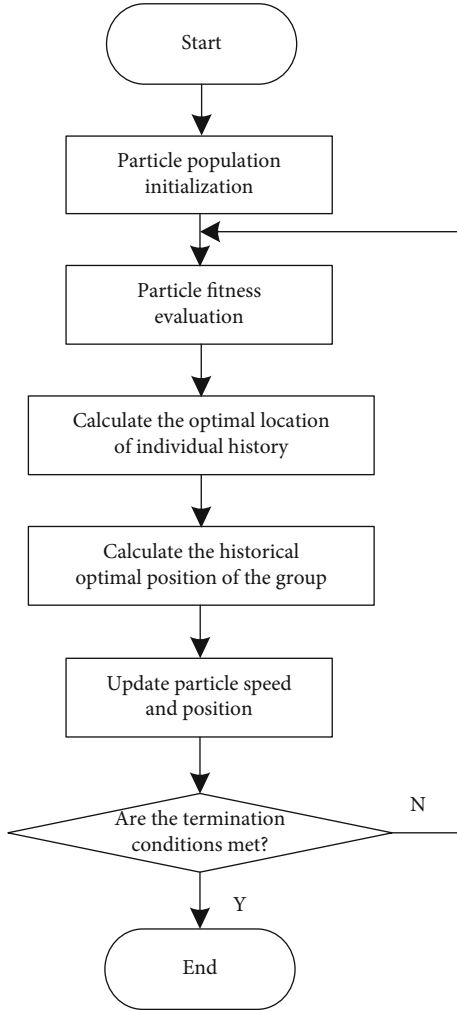 Start
Particle population
initialization
Particle fitness
evaluation
Calculate the optimal location
of individual history
Calculate the historical
optimal position of the group
Update particle speed
and position
Are the termination
conditions met?
N
Y
End